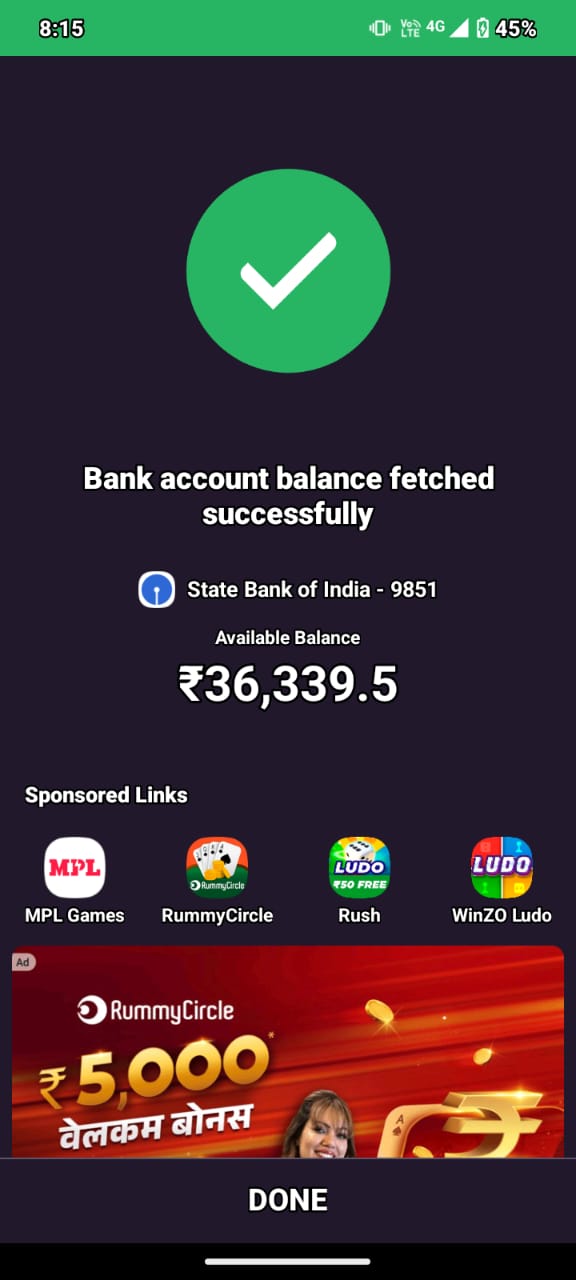 8:15
Vo
LTE
4G
45%
Bank account balance fetched
successfully
State Bank of India - 9851
Available Balance
₹36,339.5
Sponsored Links
MPL
RummyCircle
LUDO
₹50 FREE
LUDO
MPL Games
RummyCircle
Rush
WinZO Ludo
Ad
RummyCircle
₹5,000*
वेलकम बोनस
A
DONE